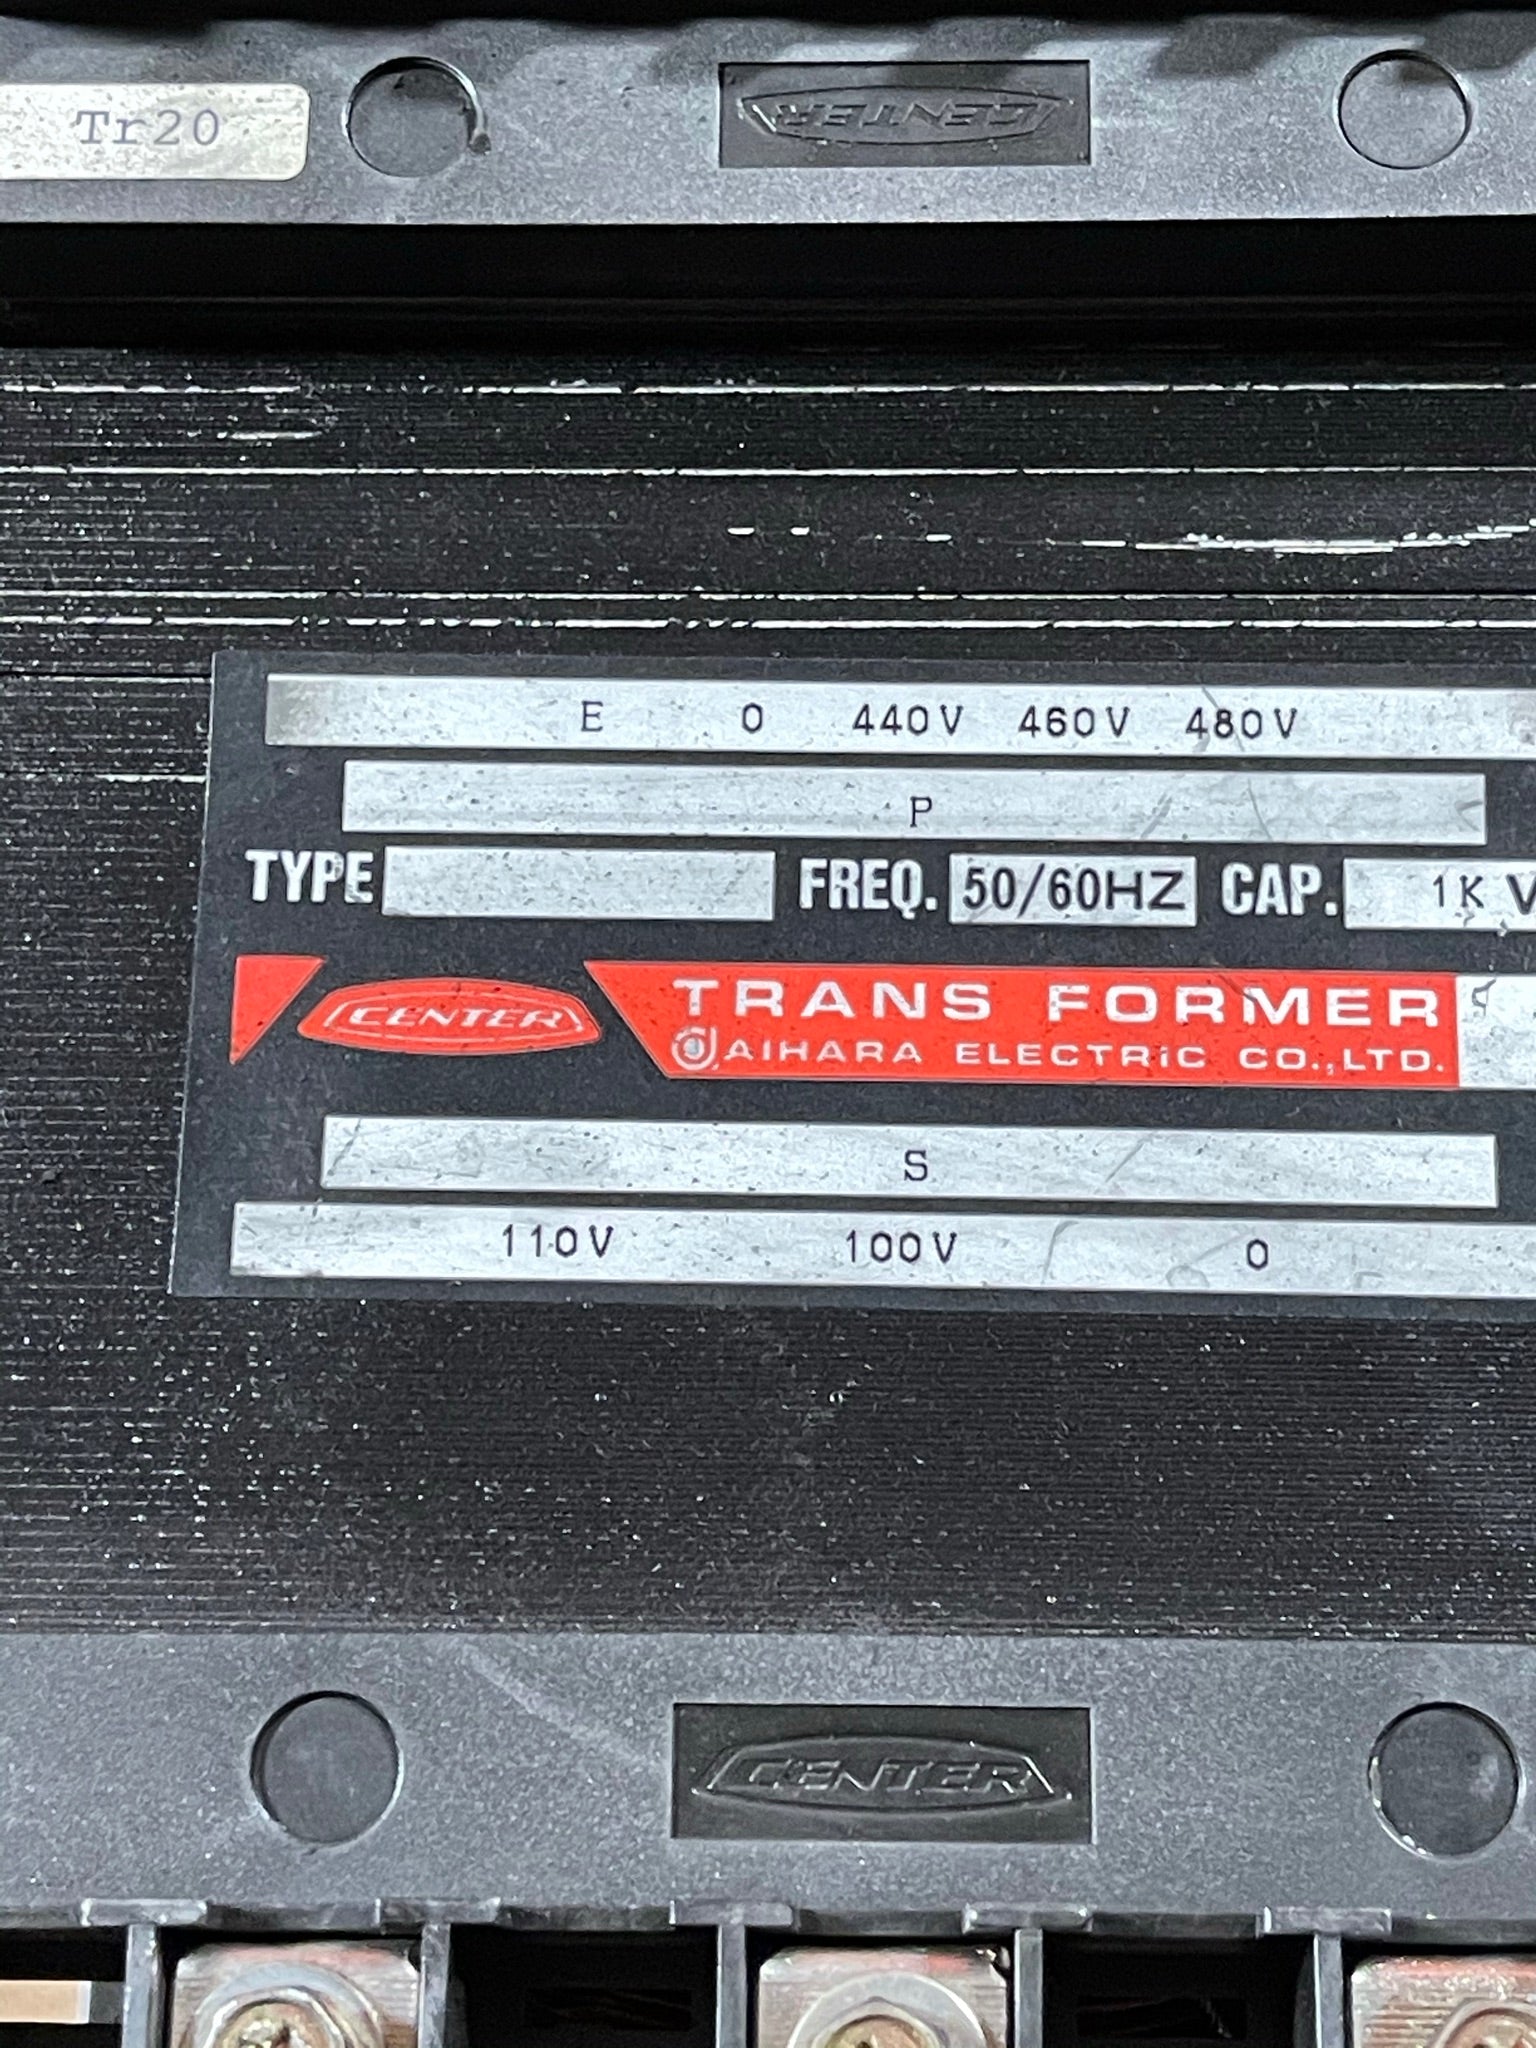 Tr20
CENTER
E 0 440V 460V 480V
P
TYPE FREQ. 50/60HZ CAP. 1K V
CENTER TRANS FORMER
AIHARA ELECTRIC CO.,LTD.
S
110V 100V 0
CENTER